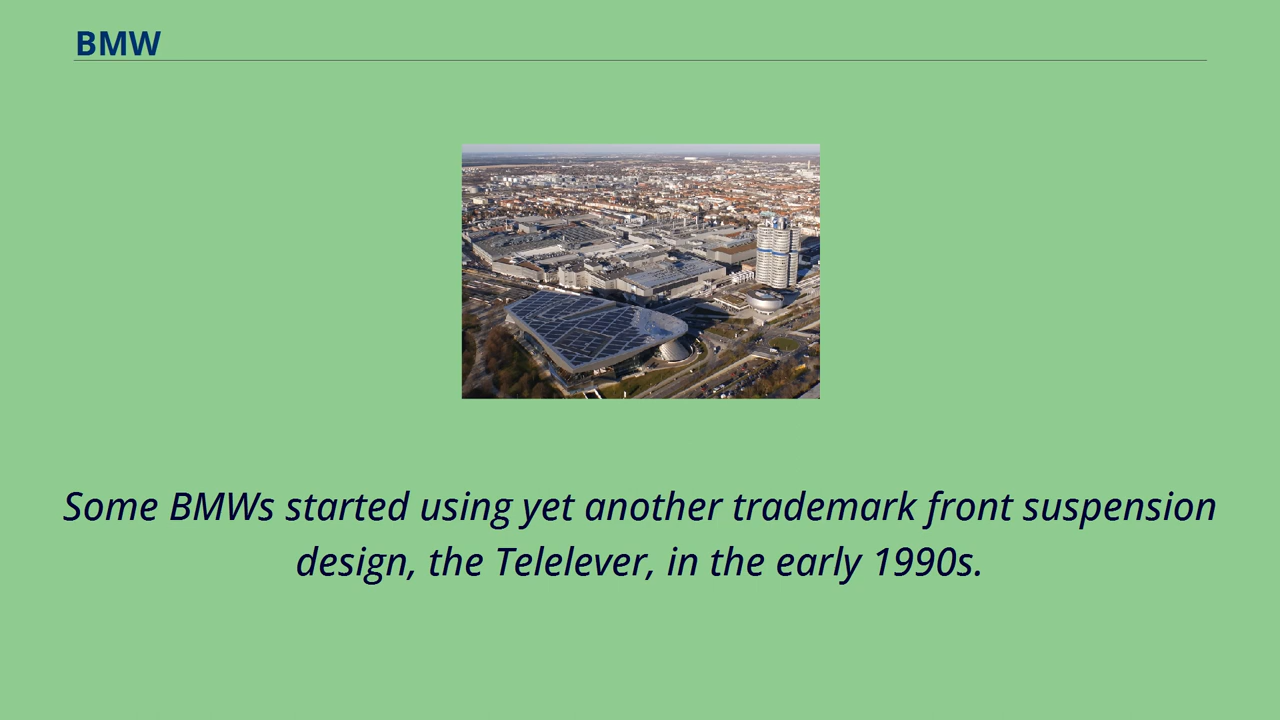 BMW
Some BMWs started using yet another trademark front suspension
design, the Telelever, in the early 1990s.